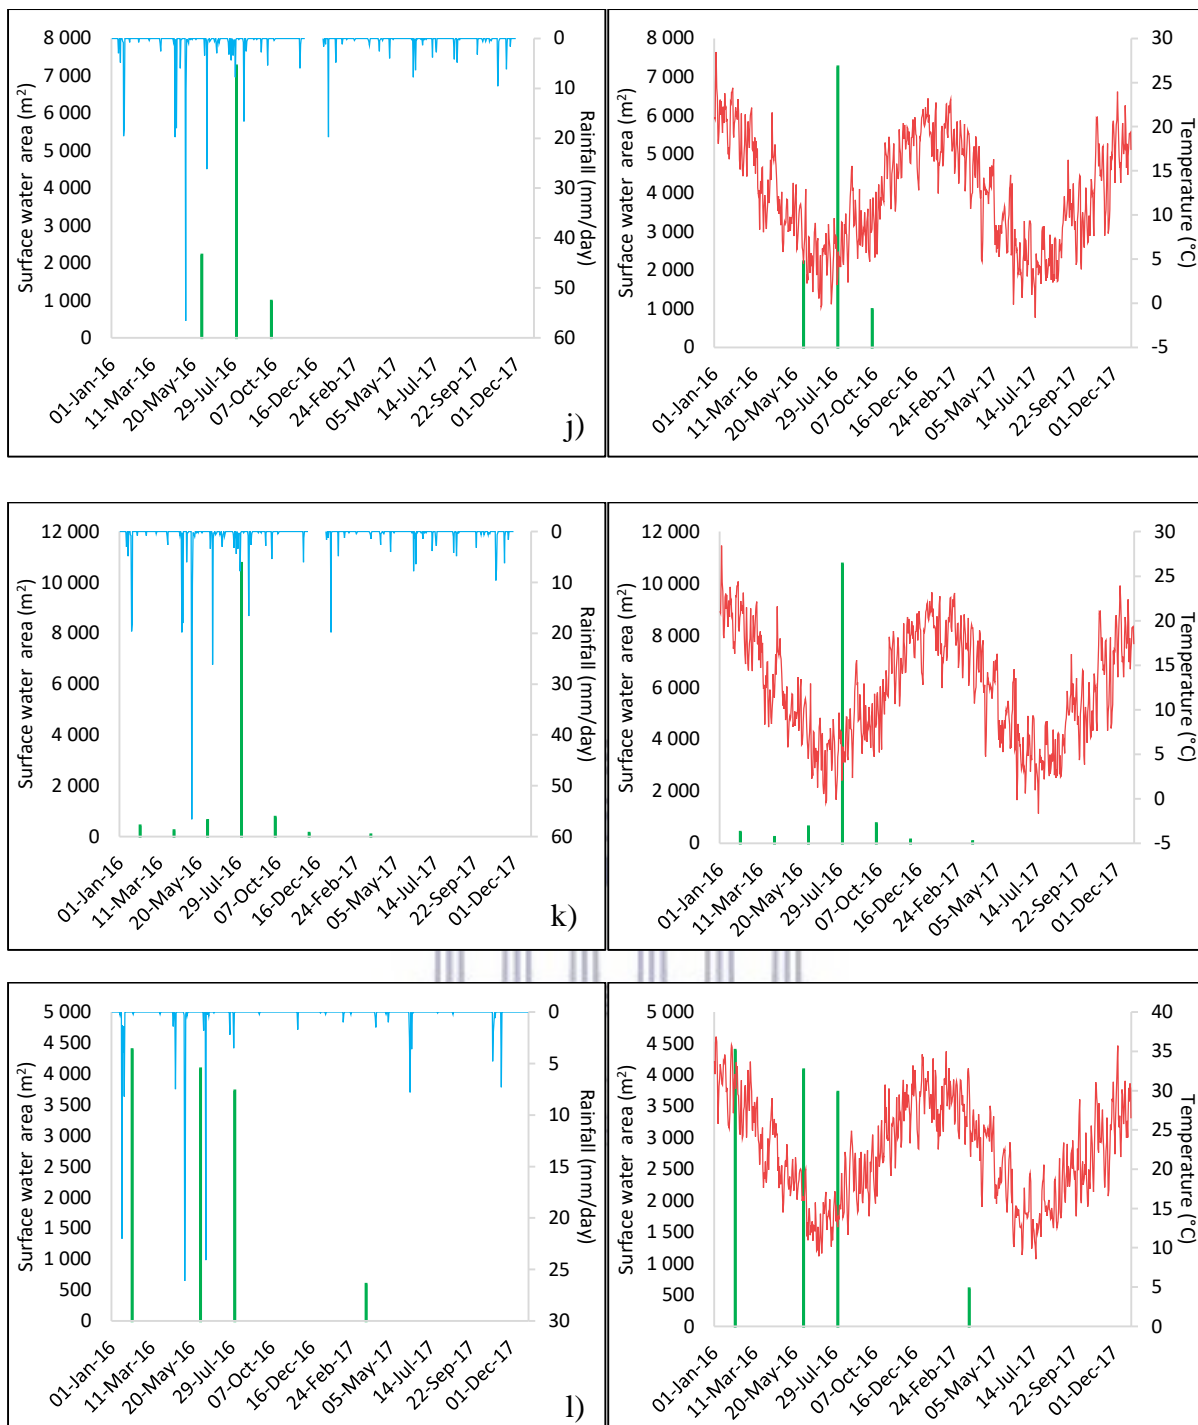 8 000
7 000
6 000
5 000
4 000
3 000
2 000
1 000
0
Surface water area (m²)
0
10
20
30
40
50
60
Rainfall (mm/day)
01-Jan-16
11-Mar-16
20-May-16
29-Jul-16
07-Oct-16
16-Dec-16
24-Feb-17
05-May-17
14-Jul-17
22-Sep-17
01-Dec-17
j)
8 000
7 000
6 000
5 000
4 000
3 000
2 000
1 000
0
Surface water area (m²)
30
25
20
15
10
5
0
-5
Temperature (°C)
01-Jan-16
11-Mar-16
20-May-16
29-Jul-16
07-Oct-16
16-Dec-16
24-Feb-17
05-May-17
14-Jul-17
22-Sep-17
01-Dec-17
12 000
10 000
8 000
6 000
4 000
2 000
0
Surface water area (m²)
0
10
20
30
40
50
60
Rainfall (mm/day)
01-Jan-16
11-Mar-16
20-May-16
29-Jul-16
07-Oct-16
16-Dec-16
24-Feb-17
05-May-17
14-Jul-17
22-Sep-17
01-Dec-17
k)
12 000
10 000
8 000
6 000
4 000
2 000
0
Surface water area (m²)
30
25
20
15
10
5
0
-5
Temperature (°C)
01-Jan-16
11-Mar-16
20-May-16
29-Jul-16
07-Oct-16
16-Dec-16
24-Feb-17
05-May-17
14-Jul-17
22-Sep-17
01-Dec-17
5 000
4 500
4 000
3 500
3 000
2 500
2 000
1 500
1 000
500
0
Surface water area (m²)
0
5
10
15
20
25
30
Rainfall (mm/day)
01-Jan-16
11-Mar-16
20-May-16
29-Jul-16
07-Oct-16
16-Dec-16
24-Feb-17
05-May-17
14-Jul-17
22-Sep-17
01-Dec-17
l)
5 000
4 500
4 000
3 500
3 000
2 500
2 000
1 500
1 000
500
0
Surface water area (m²)
40
35
30
25
20
15
10
5
0
Temperature (°C)
01-Jan-16
11-Mar-16
20-May-16
29-Jul-16
07-Oct-16
16-Dec-16
24-Feb-17
05-May-17
14-Jul-17
22-Sep-17
01-Dec-17